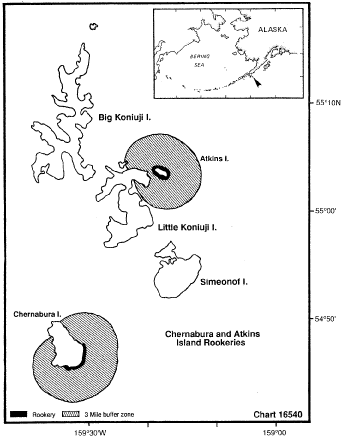 ALASKA
BERING
SEA
55°10N
Big Koniuji I.
Atkins I.
55°00'
Little Koniuji I.
Simeonof I.
54°50'
Chernabura I.
Chernabura and Atkins
Island Rookeries
Rookery
3 Mile buffer zone
Chart 16540
159°30W
159°00